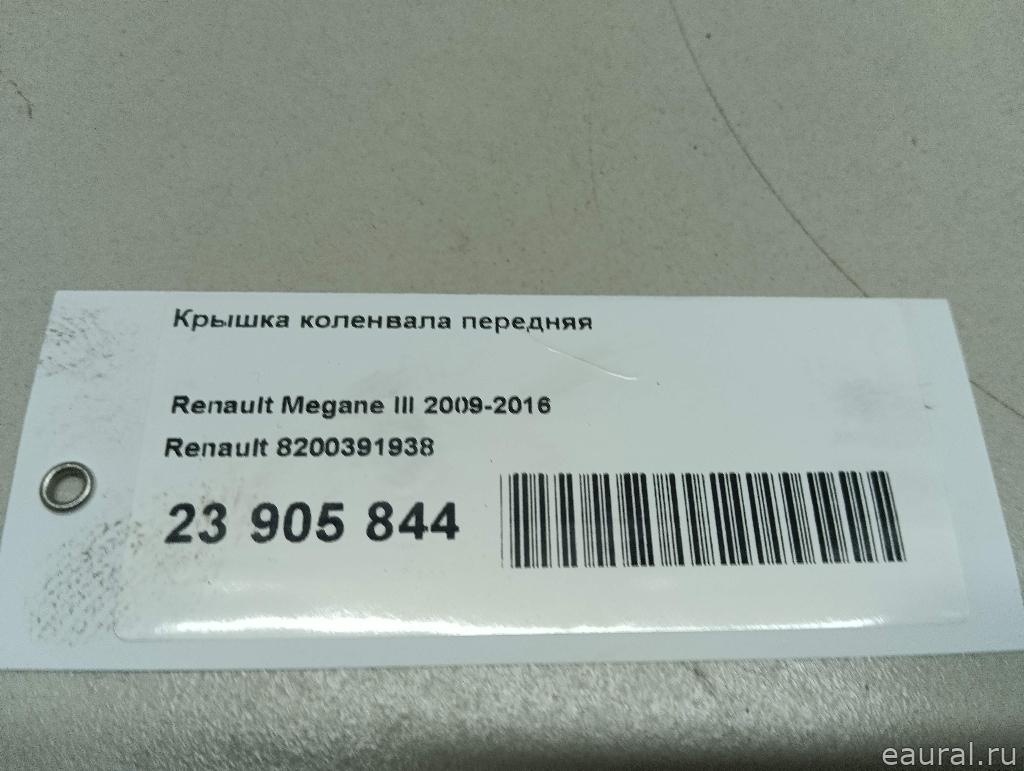 Крышка коленвала передняя
Renault Megane III 2009-2016
Renault 8200391938
23 905 844
eaural.ru